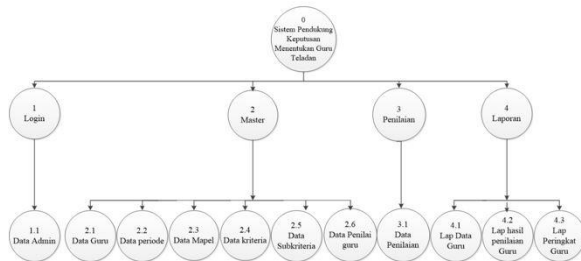 0
Sistem Pendukung
Keputusan
Menentukan Guru
Teladan
1
Login
2
Master
3
Penilaian
4
Laporan
1.1
Data Admin
2.1
Data Guru
2.2
Data periode
2.3
Data Mapel
2.4
Data kriteria
2.5
Data
Subkriteria
2.6
Data Penilai
guru
3.1
Data
Penilaian
4.1
Lap Data
Guru
4.2
Lap hasil
penilaian
Guru
4.3
Lap
Peringkat
Guru